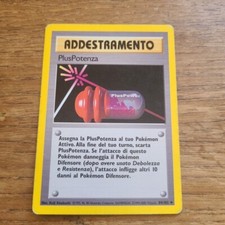 ADDESTRAMENTO
PlusPotenza
Assegna la PlusPotenza al tuo Pokémon
Attivo. Alla fine del tuo turno, scarta
PlusPotenza. Se l'attacco di questo
Pokémon danneggia il Pokémon
Difensore (dopo avere usato Debolezza
e Resistenza), l'attacco infligge altri 10
danni al Pokémon Difensore.